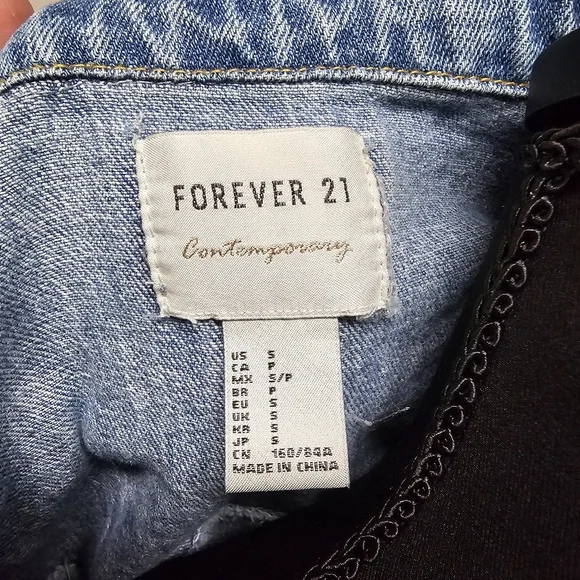 FOREVER 21
Contemporary
US S
CA P
MX S/P
BR P
EU S
UK S
KR S
JP S
CN 160/84A
MADE IN CHINA